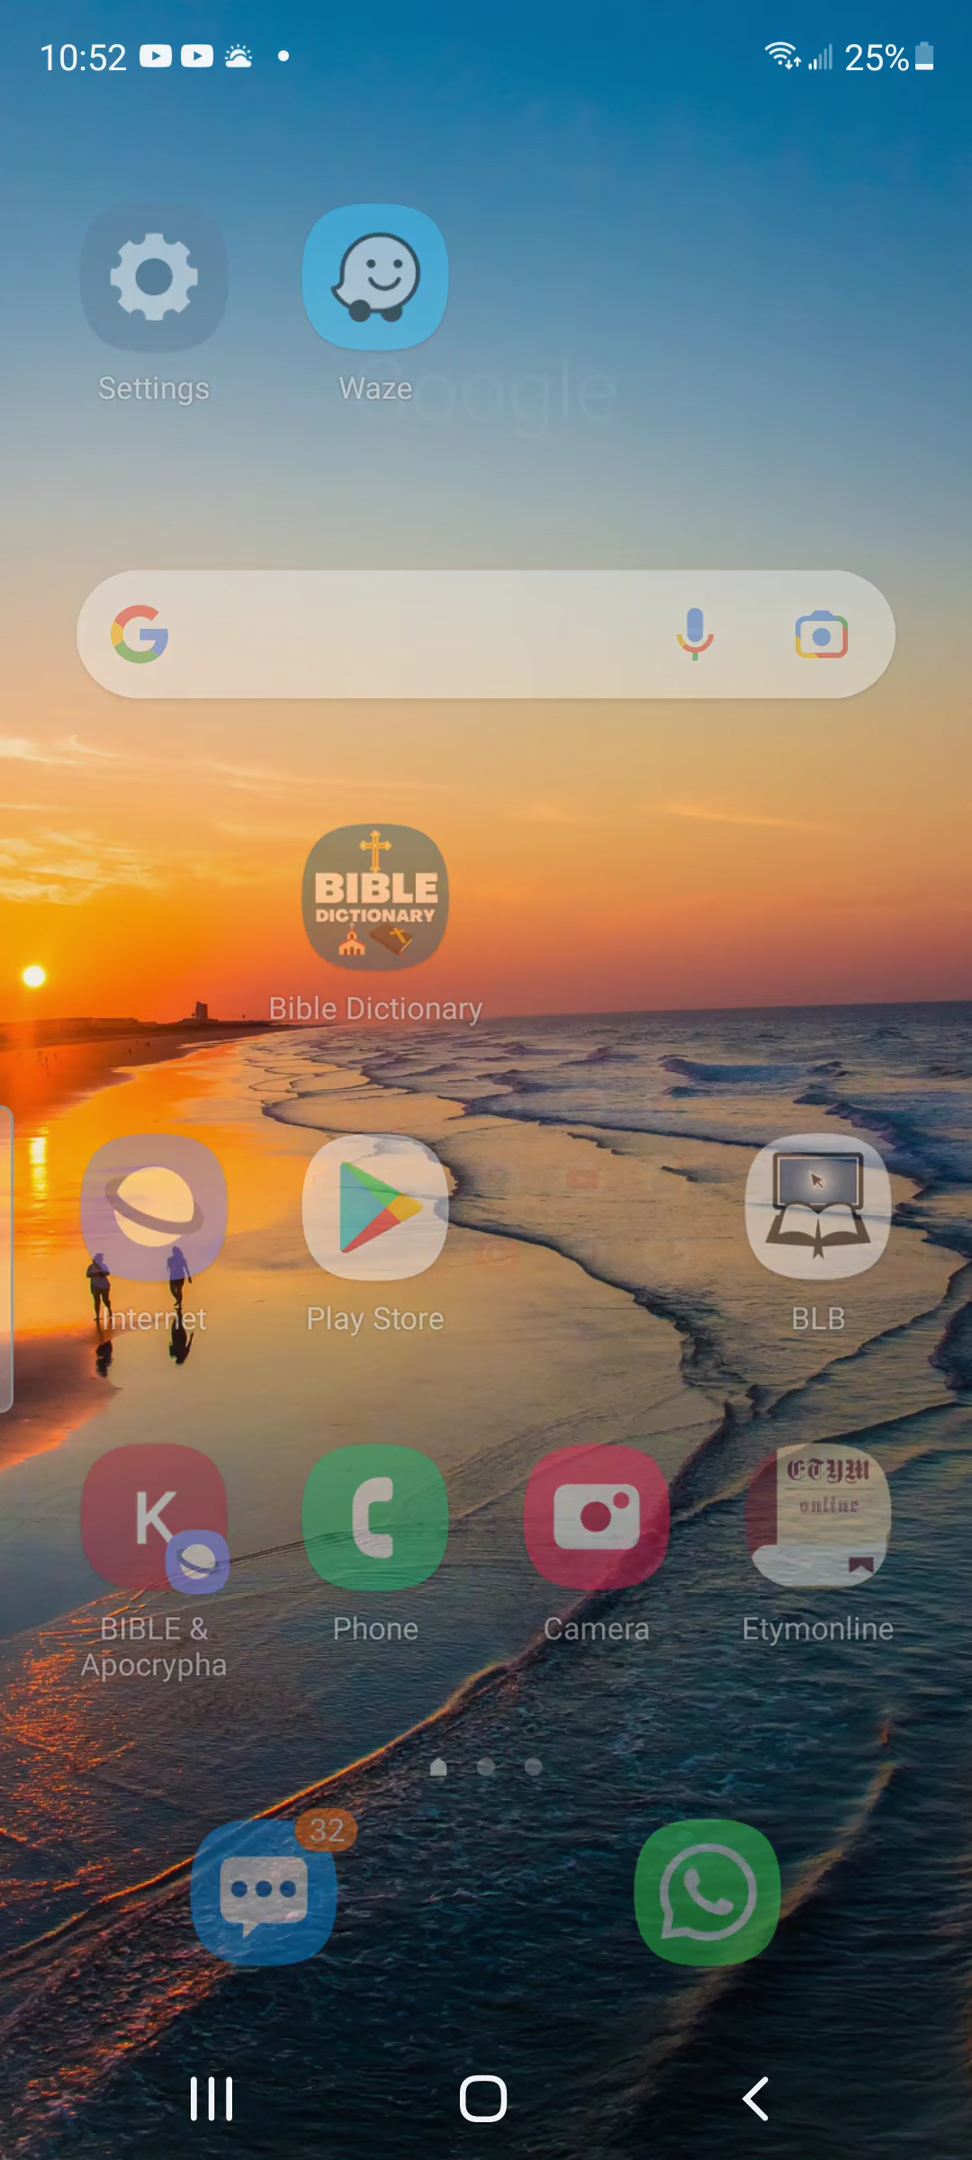 10:52
25%
Settings
Waze
Google
BIBLE
DICTIONARY
Bible Dictionary
Internet
Play Store
BLB
K
ETYM
online
BIBLE &
Apocrypha
Phone
Camera
Etymonline
32